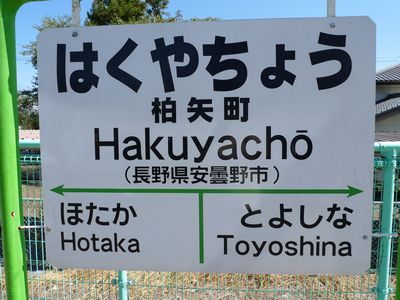 はくやちょう
柏矢町
Hakuyachō
(長野県安曇野市)
ほたか とよしな
Hotaka Toyoshina